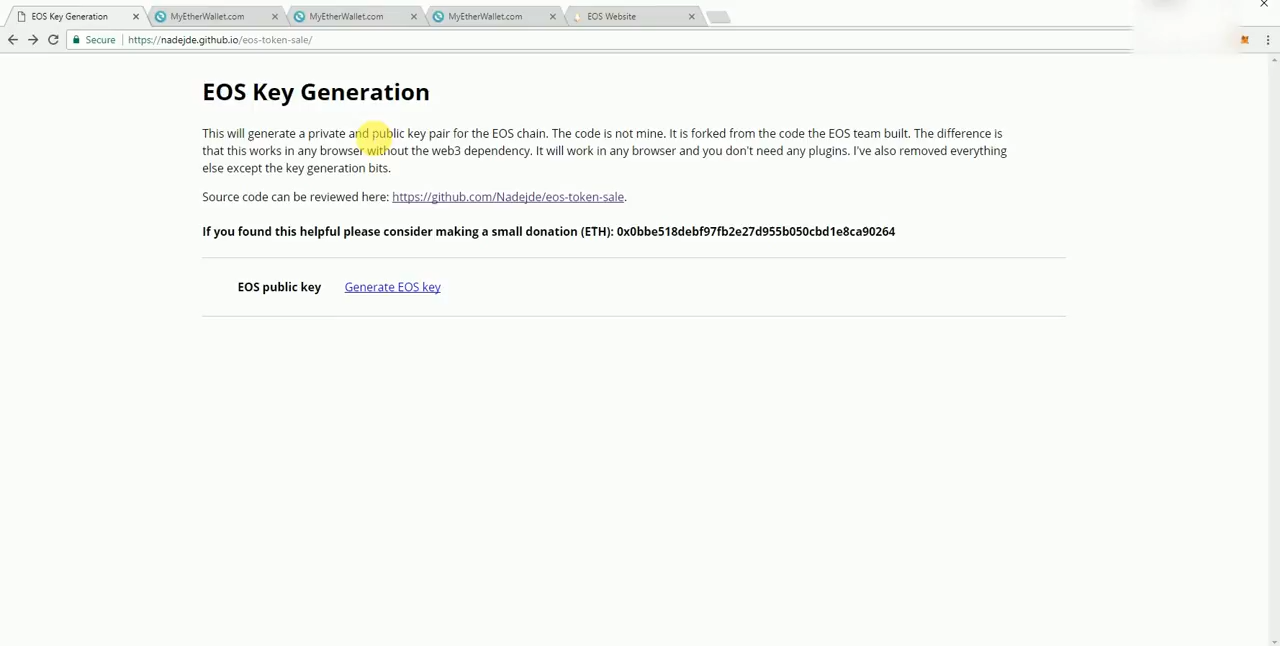 EOS Key Generation
MyEtherWallet.com
MyEtherWallet.com
MyEtherWallet.com
EOS Website
Secure
https://nadejde.github.io/eos-token-sale/
EOS Key Generation
This will generate a private and public key pair for the EOS chain. The code is not mine. It is forked from the code the EOS team built. The difference is
that this works in any browser without the web3 dependency. It will work in any browser and you don't need any plugins. I've also removed everything
else except the key generation bits.
Source code can be reviewed here: https://github.com/Nadejde/eos-token-sale.
If you found this helpful please consider making a small donation (ETH): 0x0bbe518debf97fb2e27d955b050cbd1e8ca90264
EOS public key Generate EOS key